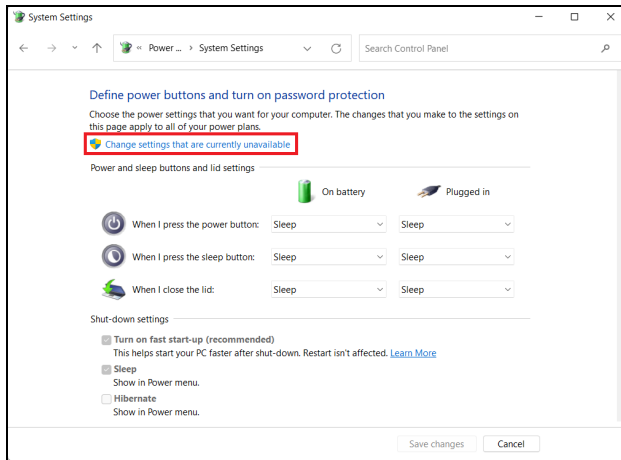 System Settings
« Power ... › System Settings
Search Control Panel
Define power buttons and turn on password protection
Choose the power settings that you want for your computer. The changes that you make to the settings on
this page apply to all of your power plans.
Change settings that are currently unavailable
Power and sleep buttons and lid settings
On battery Plugged in
When I press the power button: Sleep Sleep
When I press the sleep button: Sleep Sleep
When I close the lid: Sleep Sleep
Shut-down settings
Turn on fast start-up (recommended)
This helps start your PC faster after shut-down. Restart isn't affected. Learn More
Sleep
Show in Power menu.
Hibernate
Show in Power menu.
Save changes Cancel